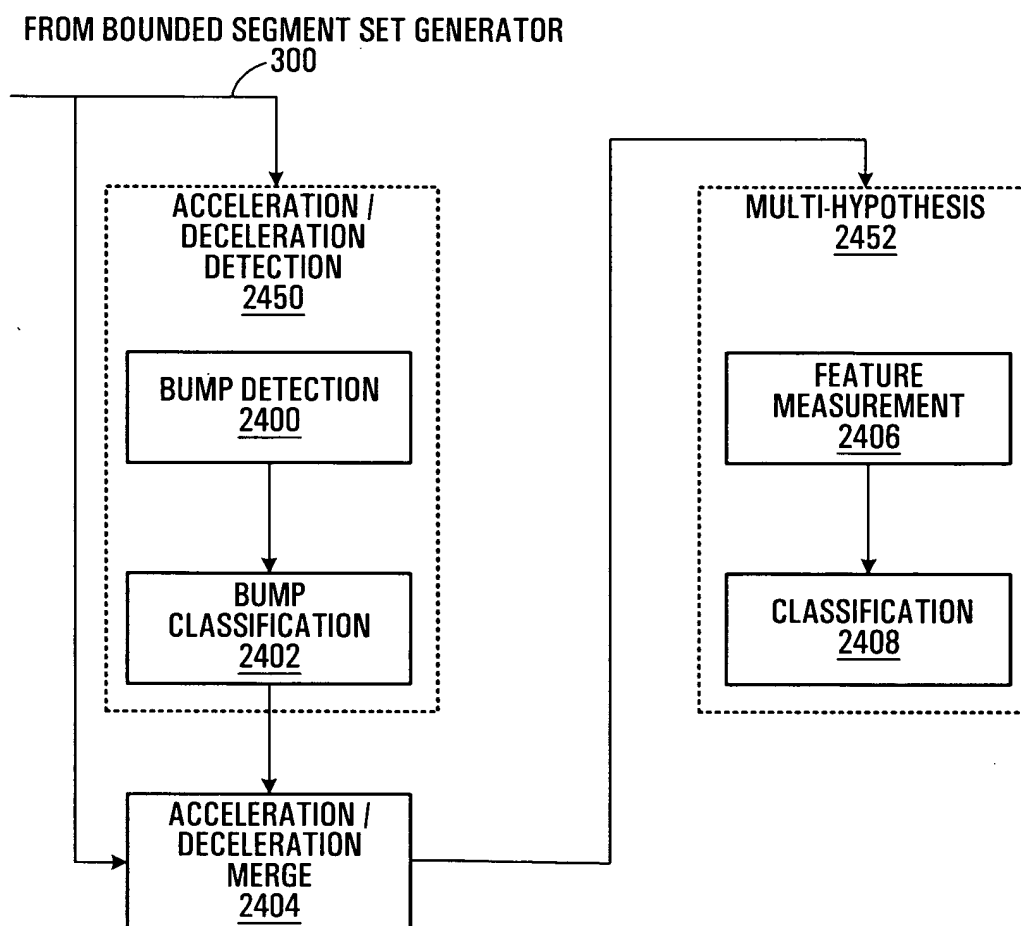 FROM BOUNDED SEGMENT SET GENERATOR
300
ACCELERATION /
DECELERATION
DETECTION
2450
BUMP DETECTION
2400
BUMP
CLASSIFICATION
2402
ACCELERATION /
DECELERATION
MERGE
2404
MULTI-HYPOTHESIS
2452
FEATURE
MEASUREMENT
2406
CLASSIFICATION
2408